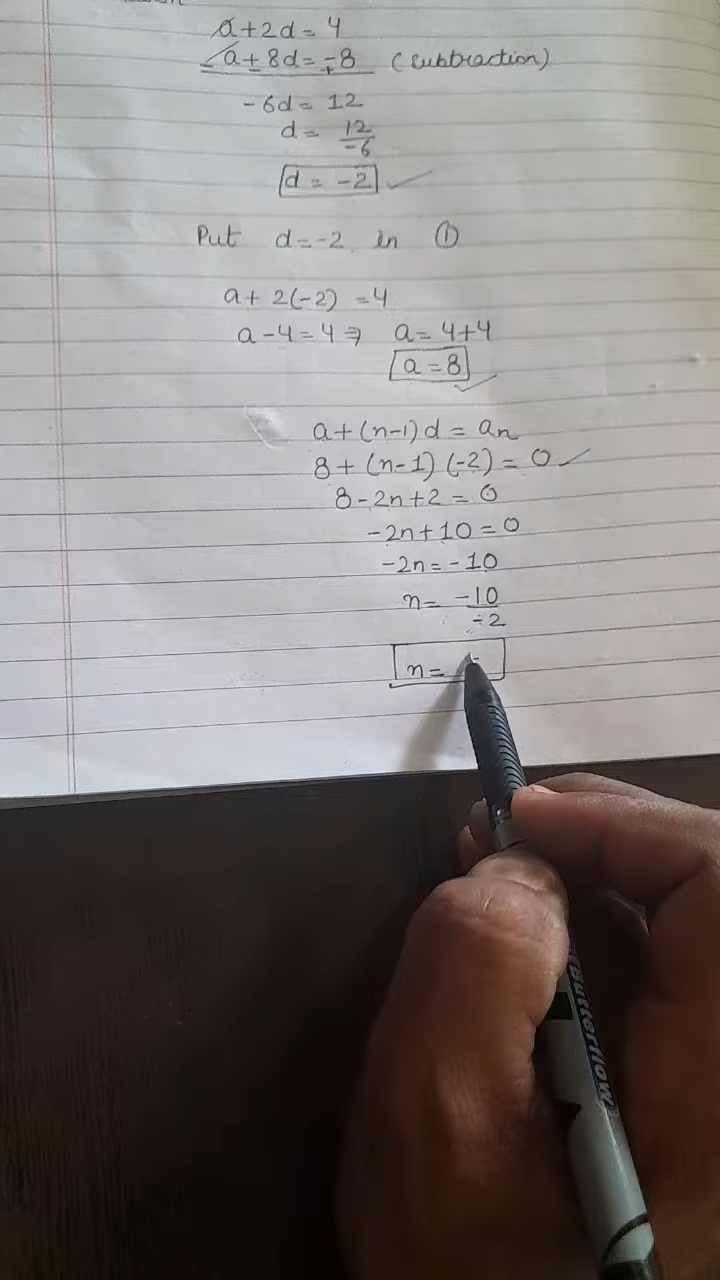 a+2d=4
a+8d=-8 (subtraction)
-6d= 12
d= 12/-6
d = -2 ✓
Put d=-2 in ①
a+ 2(-2) =4
a-4=4 ⇒ a= 4+4
a=8 ✓
a+(n-1)d = an
8+(n-1)(-2)=0 ✓
8-2n+2 = 0
-2n+10=0
-2n=-10
n= -10/-2
n=
Butterflow